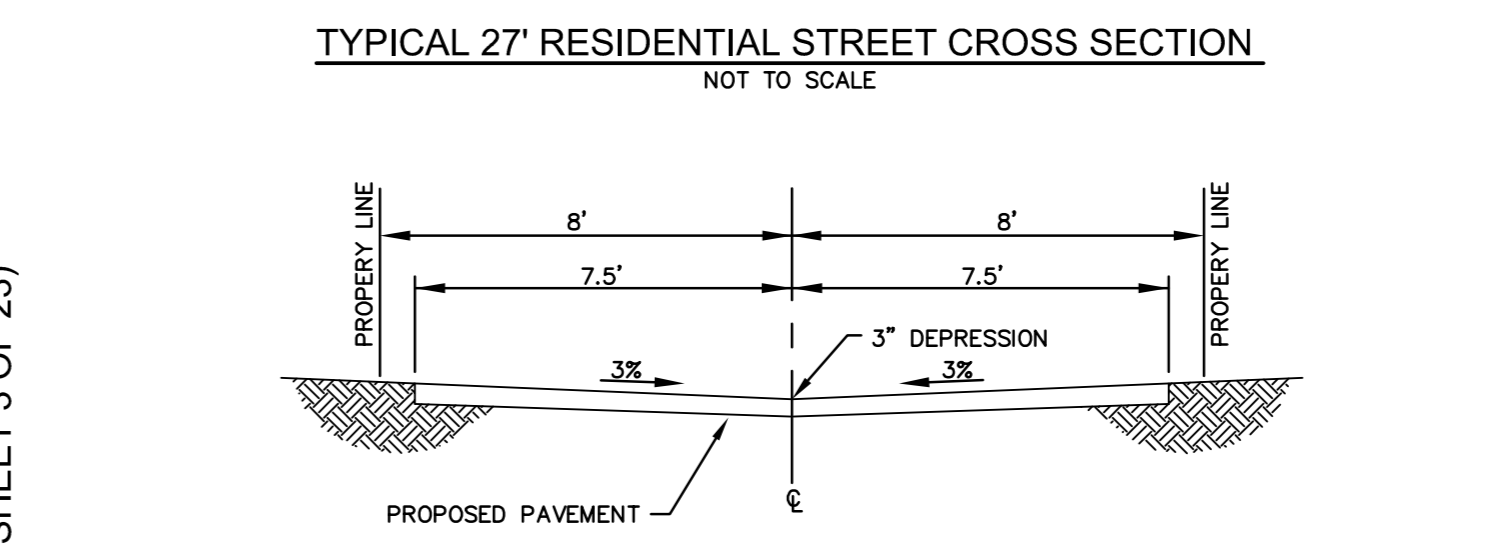 TYPICAL 27' RESIDENTIAL STREET CROSS SECTION
NOT TO SCALE
PROPERY LINE
8'
8'
PROPERY LINE
7.5'
7.5'
3" DEPRESSION
3%
3%
PROPOSED PAVEMENT
℄
OF